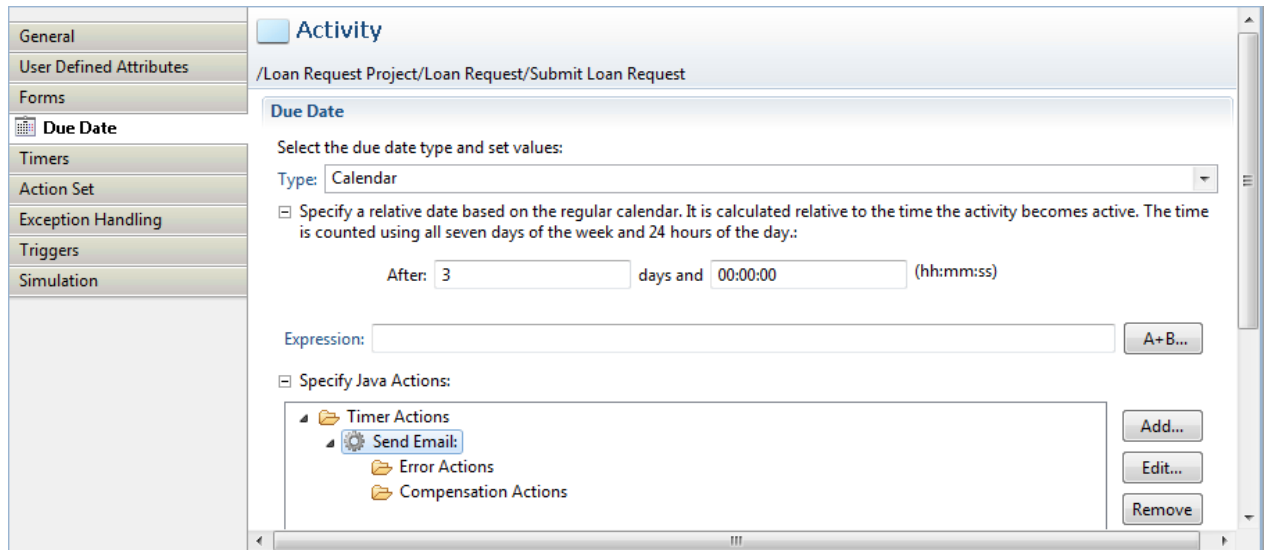 General
User Defined Attributes
Forms
Due Date
Timers
Action Set
Exception Handling
Triggers
Simulation
Activity
/Loan Request Project/Loan Request/Submit Loan Request
Due Date
Select the due date type and set values:
Type: Calendar
Specify a relative date based on the regular calendar. It is calculated relative to the time the activity becomes active. The time
is counted using all seven days of the week and 24 hours of the day.:
After: 3 days and 00:00:00 (hh:mm:ss)
Expression: A+B...
Specify Java Actions:
Timer Actions
Send Email:
Error Actions
Compensation Actions
Add...
Edit...
Remove